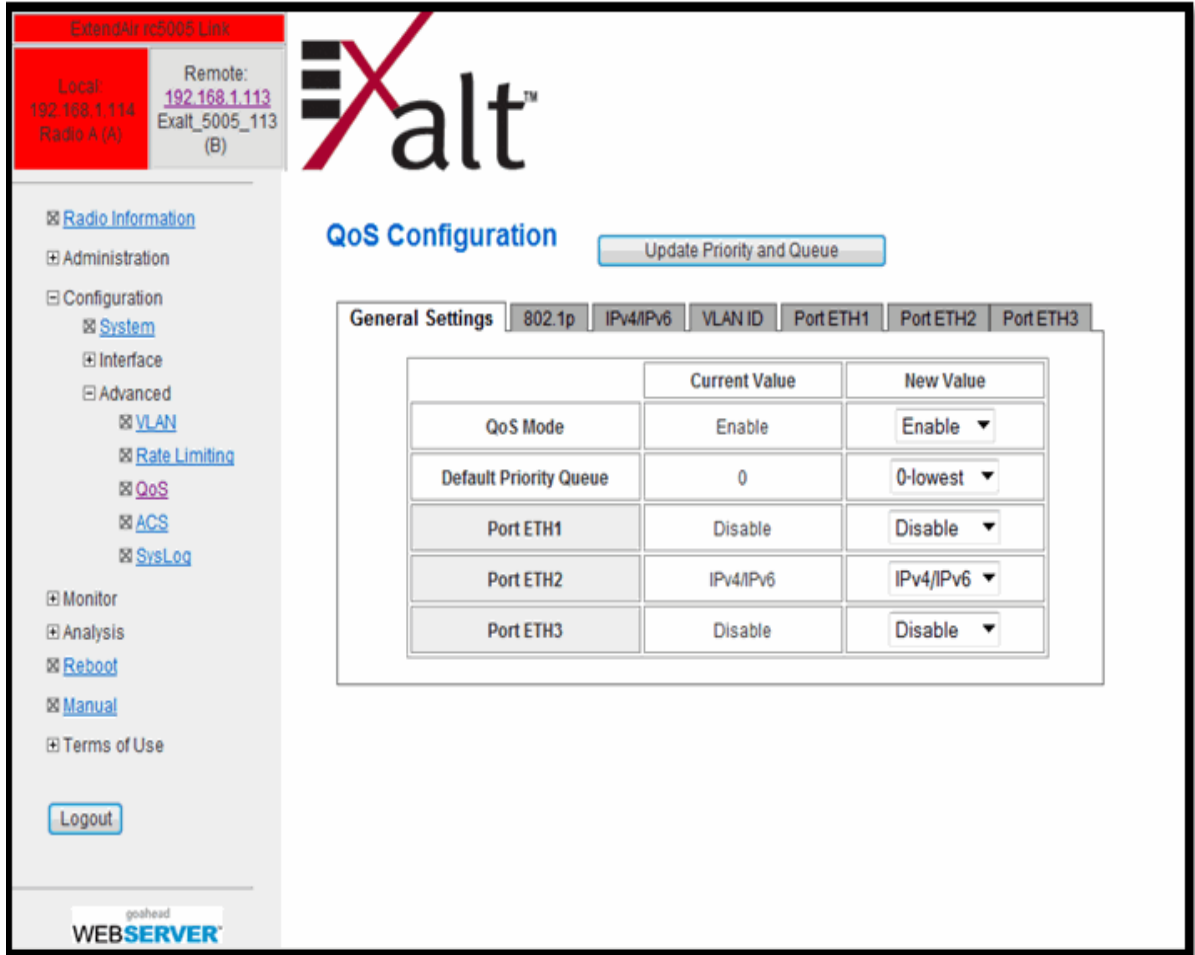 ExtendAir rc5005 Link
Local:
192.168.1.114
Radio A (A)
Remote:
192.168.1.113
Exalt_5005_113
(B)
Exalt™
Radio Information
Administration
Configuration
System
Interface
Advanced
VLAN
Rate Limiting
QoS
ACS
SysLog
Monitor
Analysis
Reboot
Manual
Terms of Use
Logout
goahead
WEBSERVER
QoS Configuration
Update Priority and Queue
General Settings 802.1p IPv4/IPv6 VLAN ID Port ETH1 Port ETH2 Port ETH3
Current Value New Value
QoS Mode Enable Enable
Default Priority Queue 0 0-lowest
Port ETH1 Disable Disable
Port ETH2 IPv4/IPv6 IPv4/IPv6
Port ETH3 Disable Disable